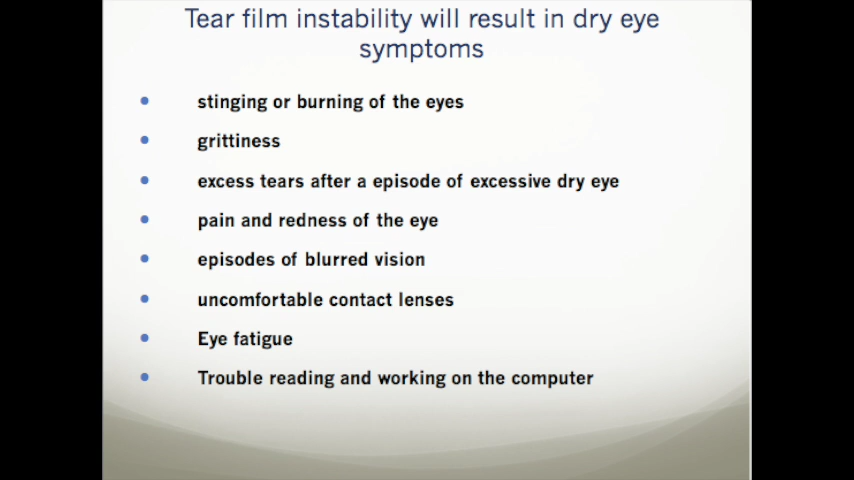 Tear film instability will result in dry eye
symptoms
• stinging or burning of the eyes
• grittiness
• excess tears after a episode of excessive dry eye
• pain and redness of the eye
• episodes of blurred vision
• uncomfortable contact lenses
• Eye fatigue
• Trouble reading and working on the computer